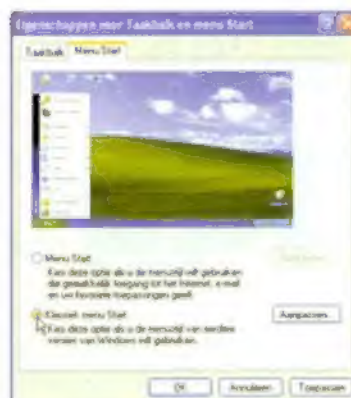 Eigenschappen voor Taakbalk en menu Start
Taakbalk Menu Start
Menu Start
Kies deze optie als u de menustijl wilt gebruiken
die gemakkelijk toegang tot het Internet, e-mail
en uw favoriete toepassingen geeft.
Klassiek menu Start Aanpassen...
Kies deze optie als u de menustijl van eerdere
versies van Windows wilt gebruiken.
OK Annuleren Toepassen